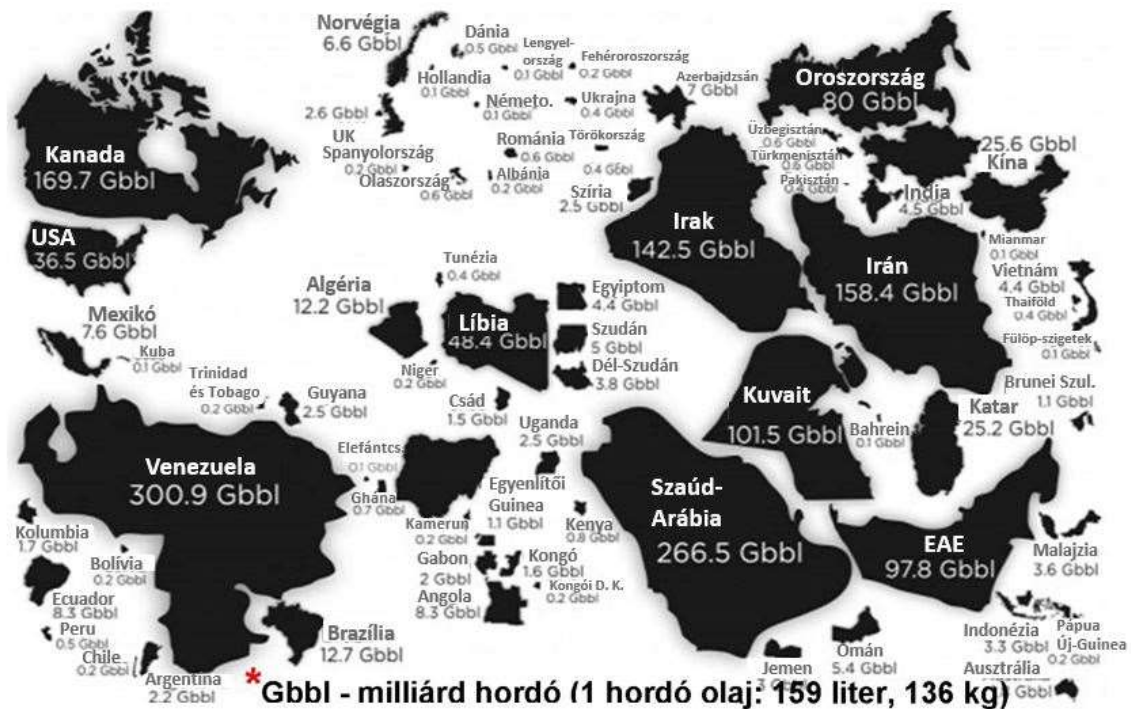 Norvégia
6.6 Gbbl
Dánia
0.5 Gbbl
Lengyel-
ország
0.1 Gbbl
Fehéroroszország
0.2 Gbbl
Hollandia
0.1 Gbbl
Németo.
0.1 Gbbl
Ukrajna
0.4 Gbbl
Azerbajdzsán
7 Gbbl
Oroszország
80 Gbbl
Kanada
169.7 Gbbl
2.6 Gbbl
UK
Spanyolország
0.2 Gbbl
Olaszország
0.6 Gbbl
Románia
0.6 Gbbl
Törökország
0.4 Gbbl
Albánia
0.2 Gbbl
Szíria
2.5 Gbbl
Üzbegisztán
0.6 Gbbl
Türkmenisztán
0.6 Gbbl
Pakisztán
0.4 Gbbl
25.6 Gbbl
Kína
India
4.5 Gbbl
USA
36.5 Gbbl
Irak
142.5 Gbbl
Irán
158.4 Gbbl
Mianmar
0.1 Gbbl
Vietnám
4.4 Gbbl
Thaiföld
0.4 Gbbl
Fülöp-szigetek
0.1 Gbbl
Mexikó
7.6 Gbbl
Kuba
0.1 Gbbl
Tunézia
0.4 Gbbl
Algéria
12.2 Gbbl
Líbia
48.4 Gbbl
Egyiptom
4.4 Gbbl
Szudán
5 Gbbl
Dél-Szudán
3.8 Gbbl
Niger
0.2 Gbbl
Csád
1.5 Gbbl
Trinidad
és Tobago
0.2 Gbbl
Guyana
2.5 Gbbl
Kuvait
101.5 Gbbl
Bahrein
0.1 Gbbl
Katar
25.2 Gbbl
Brunei Szul.
1.1 Gbbl
Uganda
2.5 Gbbl
Elefántcs.
0.1 Gbbl
Ghána
0.7 Gbbl
Venezuela
300.9 Gbbl
Egyenlítői
Guinea
1.1 Gbbl
Kamerun
0.2 Gbbl
Kenya
0.8 Gbbl
Szaúd-
Arábia
266.5 Gbbl
EAE
97.8 Gbbl
Malajzia
3.6 Gbbl
Kolumbia
1.7 Gbbl
Bolívia
0.2 Gbbl
Ecuador
8.3 Gbbl
Peru
0.5 Gbbl
Chile
0.2 Gbbl
Argentina
2.2 Gbbl
Brazília
12.7 Gbbl
Gabon
2 Gbbl
Kongó
1.6 Gbbl
Kongói D. K.
0.2 Gbbl
Angola
8.3 Gbbl
Jemen
3 Gbbl
Omán
5.4 Gbbl
Indonézia
3.3 Gbbl
Pápua
Új-Guinea
0.2 Gbbl
Ausztrália
*Gbbl - milliárd hordó (1 hordó olaj: 159 liter, 136 kg)